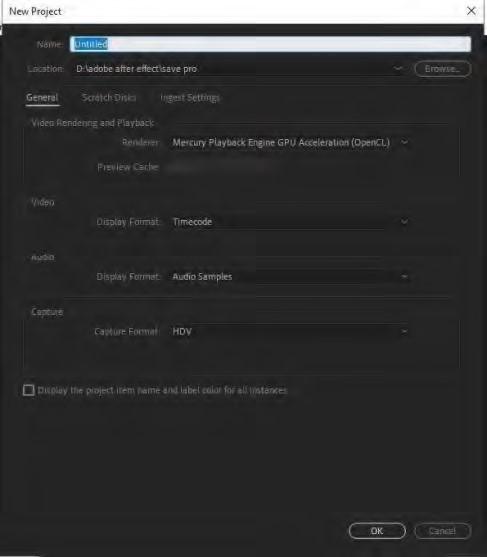 New Project
Name: Untitled
Location: D:\adobe after effect\save pro Browse...
General Scratch Disks Ingest Settings
Video Rendering and Playback
Renderer: Mercury Playback Engine GPU Acceleration (OpenCL)
Preview Cache:
Video
Display Format: Timecode
Audio
Display Format: Audio Samples
Capture
Capture Format: HDV
Display the project item name and label color for all instances
OK Cancel